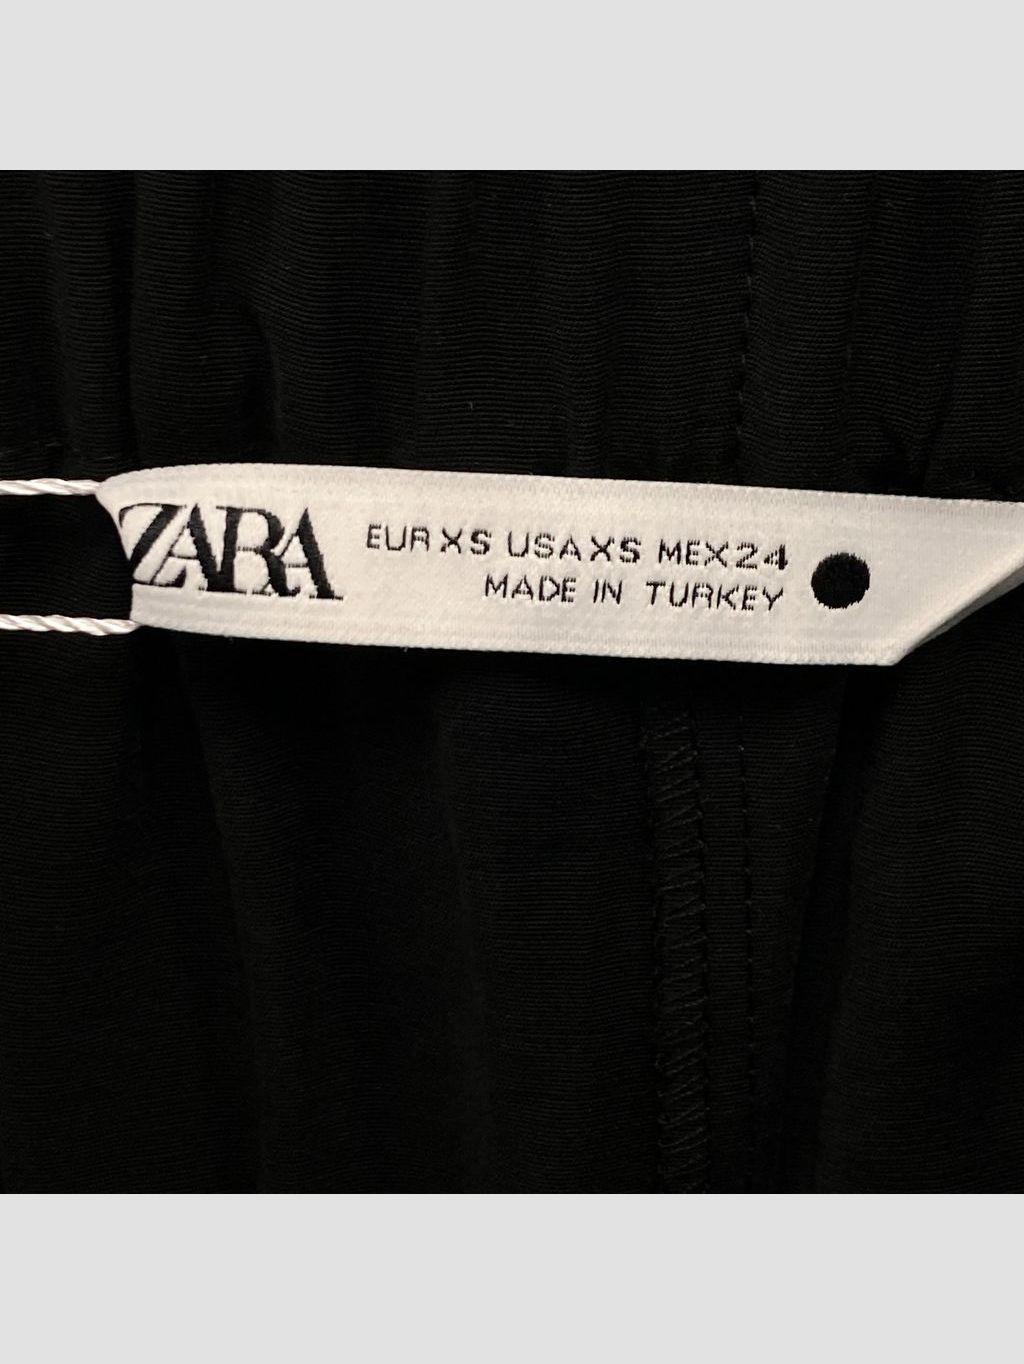 ZARA
EUR XS USA XS MEX 24
MADE IN TURKEY